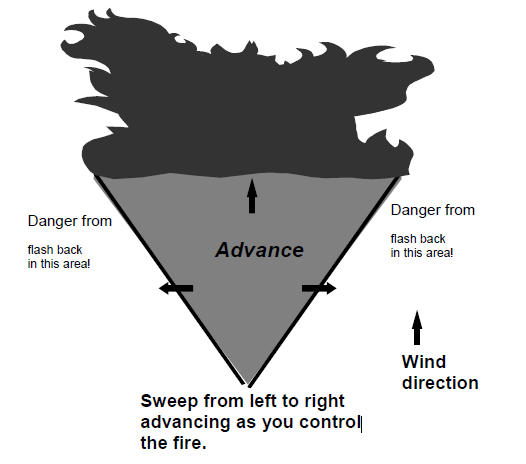 Danger from
flash back
in this area!
Danger from
flash back
in this area!
Advance
Wind
direction
Sweep from left to right
advancing as you control
the fire.